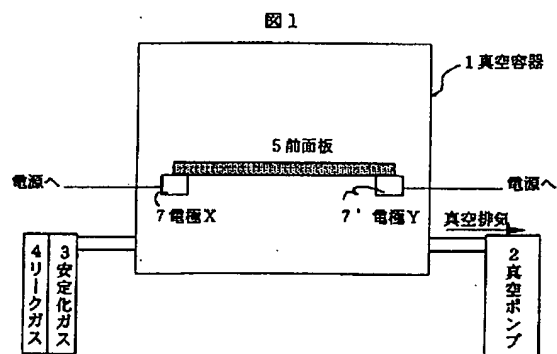 図1
1真空容器
5前面板
電源へ
電源へ
7電極X
7'電極Y
真空排気
4リークガス
3安定化ガス
2真空ポンプ